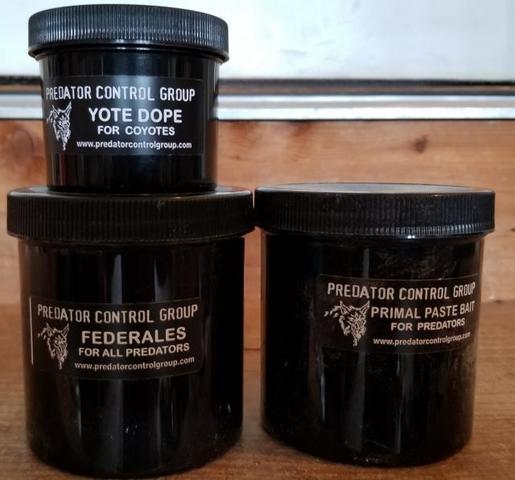 PREDATOR CONTROL GROUP
YOTE DOPE
FOR COYOTES
www.predatorcontrolgroup.com
PREDATOR CONTROL GROUP
FEDERALES
FOR ALL PREDATORS
www.predatorcontrolgroup.com
PREDATOR CONTROL GROUP
PRIMAL PASTE BAIT
FOR PREDATORS
www.predatorcontrolgroup.com